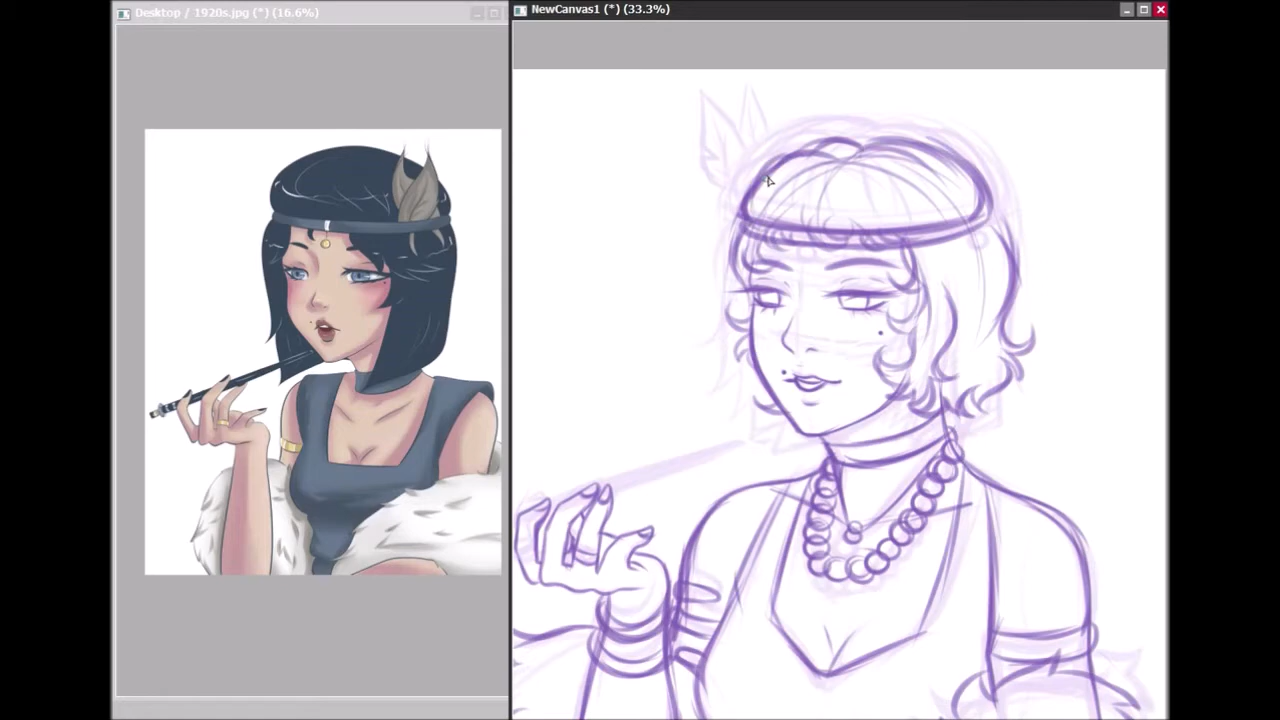 Desktop / 1920s.jpg (*) (16.6%)
NewCanvas1 (*) (33.3%)